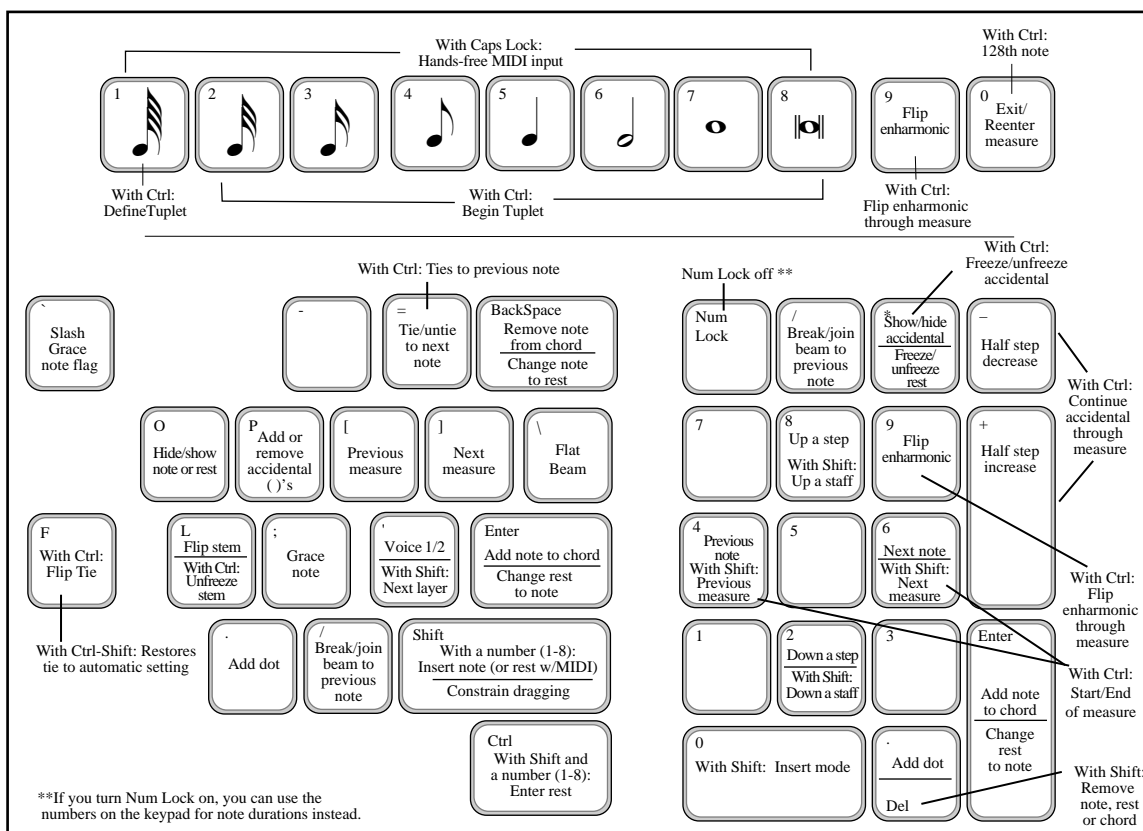 With Caps Lock:
Hands-free MIDI input
With Ctrl:
128th note
1
2
3
4
5
6
7
8
9
Flip
enharmonic
0
Exit/
Reenter
measure
With Ctrl:
DefineTuplet
With Ctrl:
Begin Tuplet
With Ctrl:
Flip enharmonic
through measure
With Ctrl: Ties to previous note
Num Lock off **
With Ctrl:
Freeze/unfreeze
accidental
`
Slash
Grace
note flag
-
=
Tie/untie
to next
note
BackSpace
Remove note
from chord
Change note
to rest
Num
Lock
/
Break/join
beam to
previous
note
*
Show/hide
accidental
Freeze/
unfreeze
rest
–
Half step
decrease
With Ctrl:
Continue
accidental
through
measure
O
Hide/show
note or rest
P
Add or
remove
accidental
( )'s
[
Previous
measure
]
Next
measure
\
Flat
Beam
7
8
Up a step
With Shift:
Up a staff
9
Flip
enharmonic
+
Half step
increase
F
With Ctrl:
Flip Tie
L
Flip stem
With Ctrl:
Unfreeze
stem
;
Grace
note
'
Voice 1/2
With Shift:
Next layer
Enter
Add note to chord
Change rest
to note
4
Previous
note
With Shift:
Previous
measure
5
6
Next note
With Shift:
Next
measure
With Ctrl:
Flip
enharmonic
through
measure
With Ctrl-Shift: Restores
tie to automatic setting
.
Add dot
/
Break/join
beam to
previous
note
Shift
With a number (1-8):
Insert note (or rest w/MIDI)
Constrain dragging
1
2
Down a step
With Shift:
Down a staff
3
Enter
Add note
to chord
Change
rest
to note
With Ctrl:
Start/End
of measure
Ctrl
With Shift and
a number (1-8):
Enter rest
0
With Shift: Insert mode
.
Add dot
Del
With Shift:
Remove
note, rest
or chord
**If you turn Num Lock on, you can use the
numbers on the keypad for note durations instead.